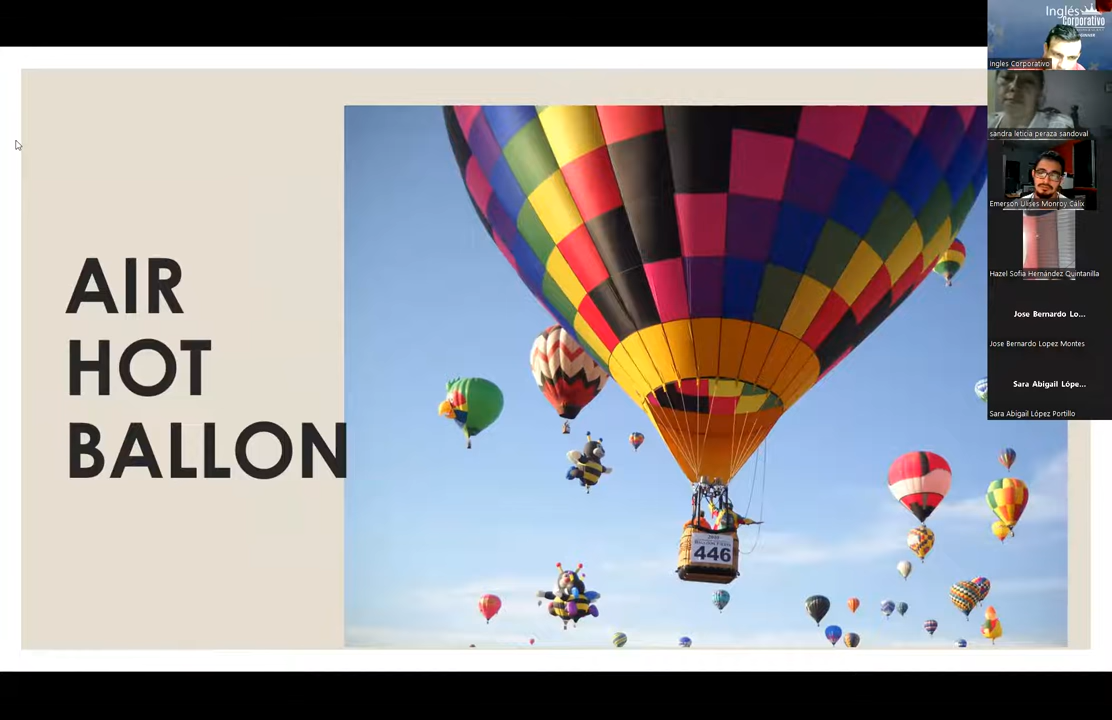 AIR
HOT
BALLON
446
Inglés
Corporativo
Ingles Corporativo
sandra leticia peraza sandoval
Emerson Ulises Monroy Calix
Hazel Sofia Hernández Quintanilla
Jose Bernardo Lo...
Jose Bernardo Lopez Montes
Sara Abigail Lópe...
Sara Abigail López Portillo